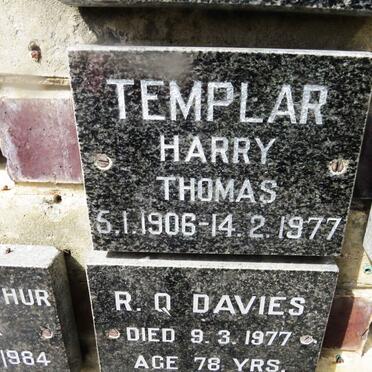 TEMPLAR
HARRY
THOMAS
6.1.1906-14.2.1977
HUR
1984
R. Q DAVIES
DIED 9.3.1977
AGE 78 YRS.